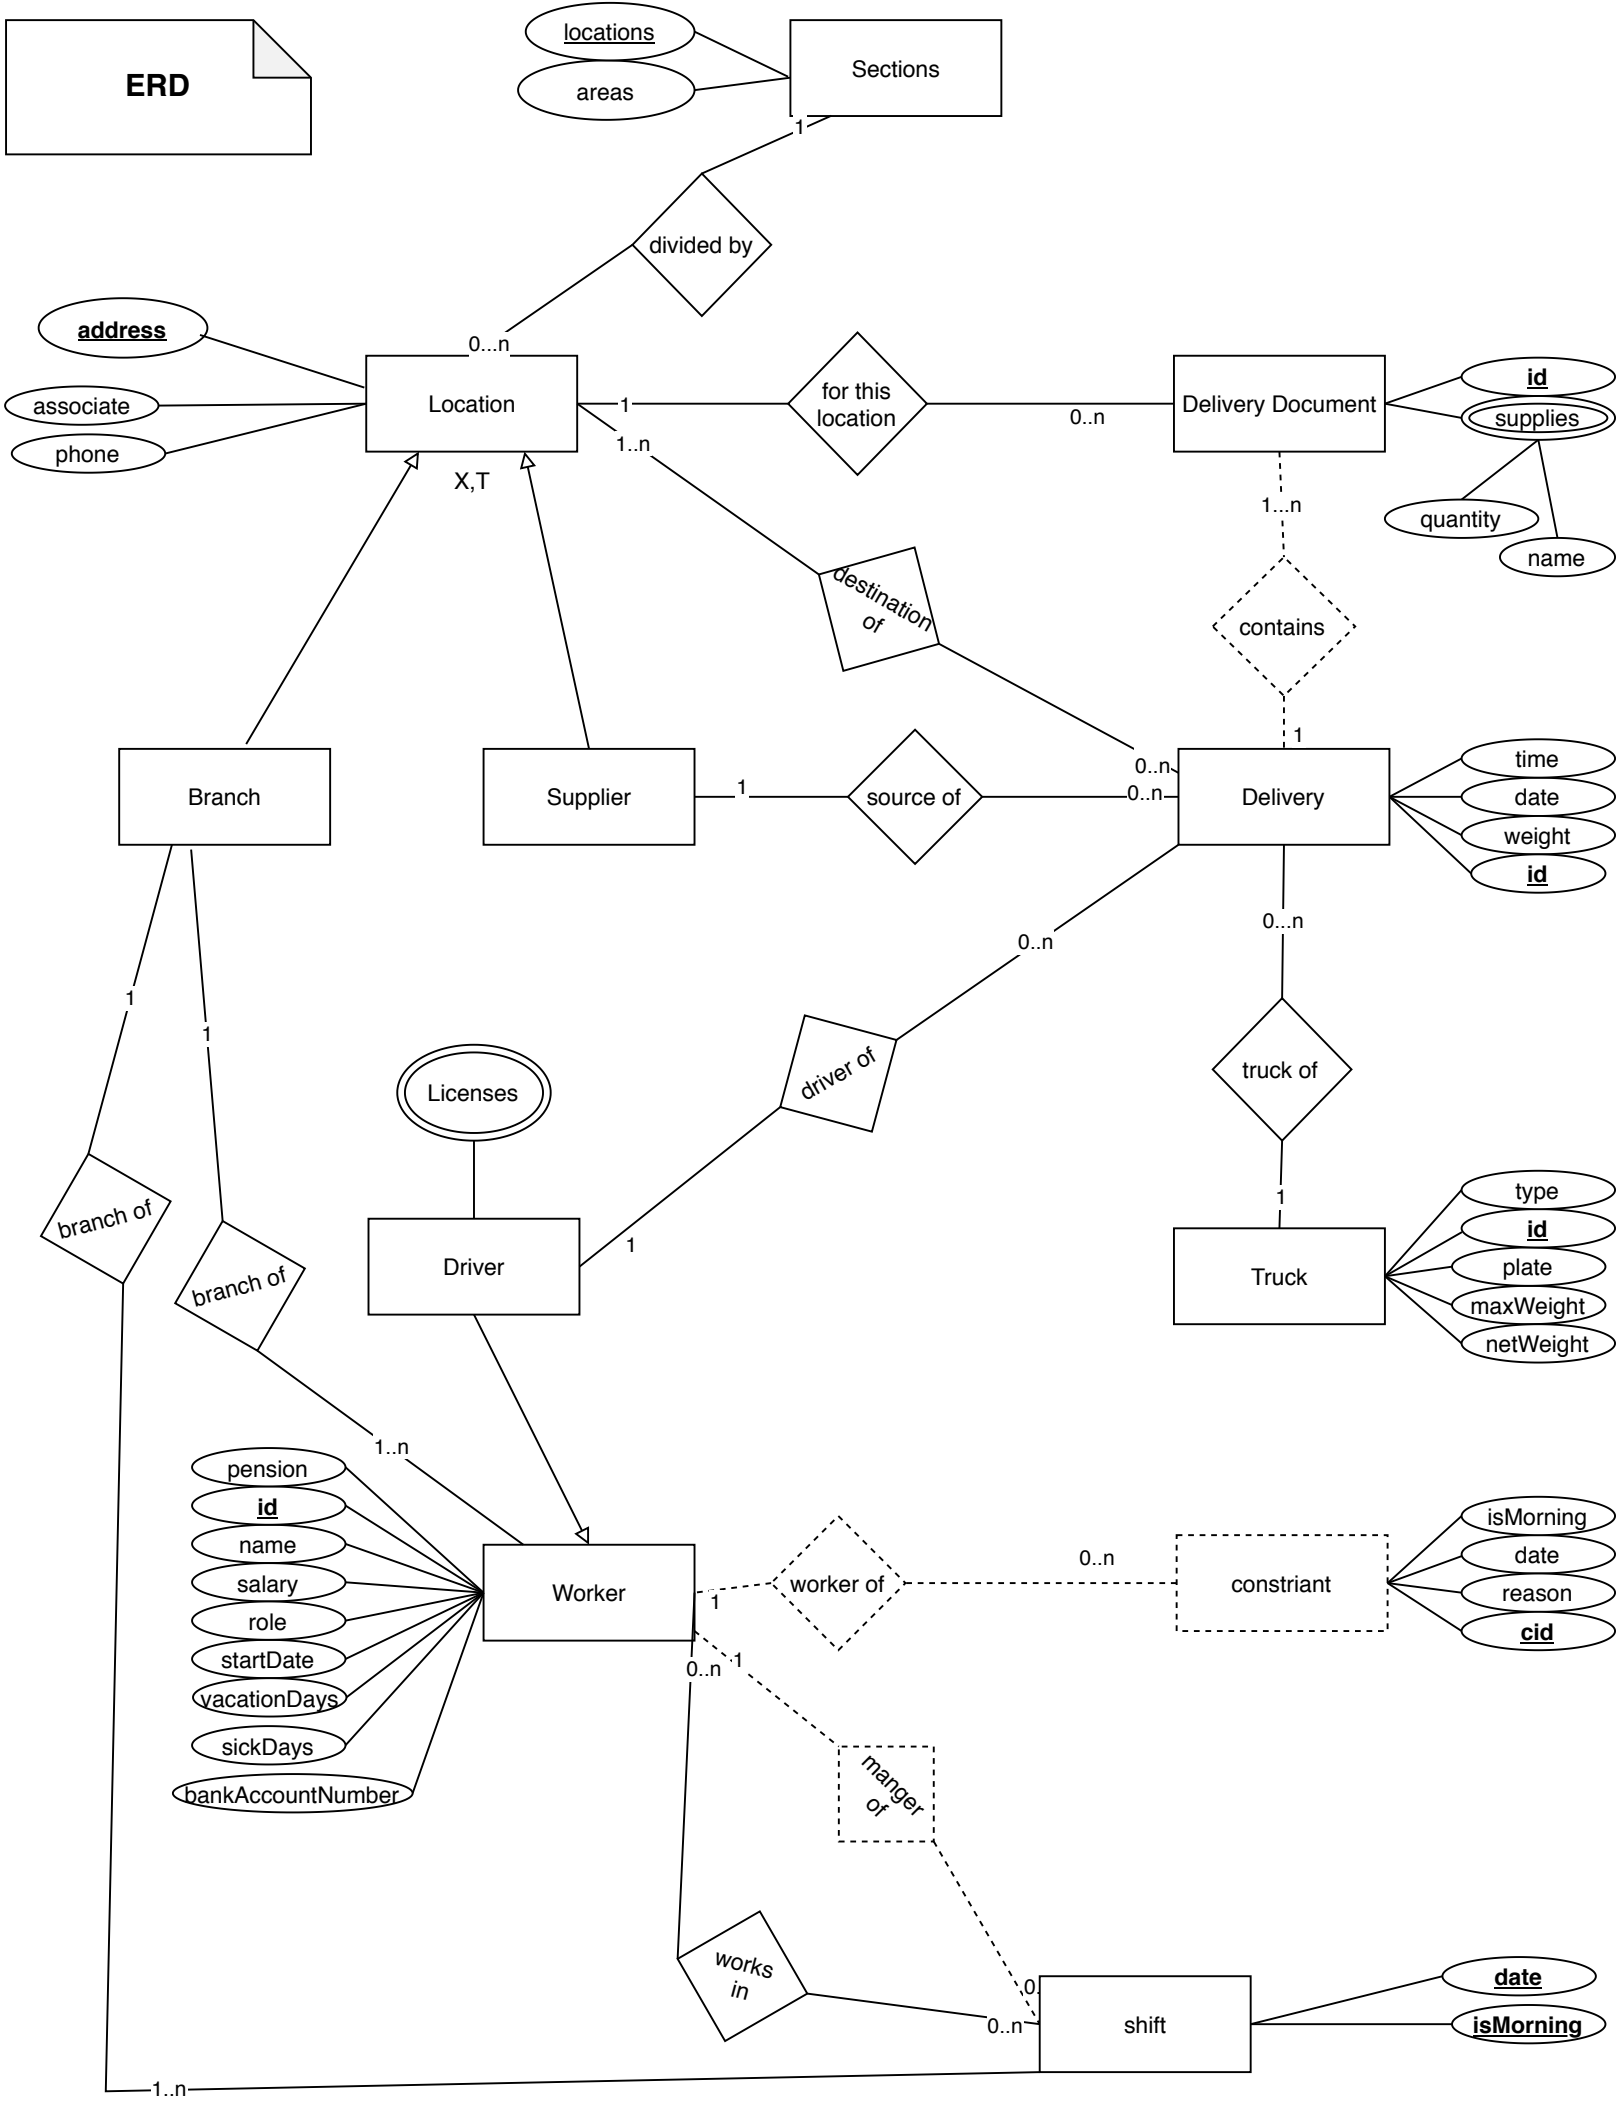 ERD
locations
areas
Sections
1
divided by
0...n
address
associate
phone
Location
1
for this
location
0..n
Delivery Document
id
supplies
quantity
name
1..n
X,T
1...n
destination
of
contains
0..n
1
Branch
Supplier
1
source of
0..n
Delivery
time
date
weight
id
0..n
0...n
1
1
Licenses
driver of
truck of
branch of
branch of
Driver
1
1
Truck
type
id
plate
maxWeight
netWeight
1..n
pension
id
name
salary
role
startDate
vacationDays
sickDays
bankAccountNumber
Worker
1
worker of
0..n
constriant
isMorning
date
reason
cid
0..n
1
manger
of
works
in
0.
0..n
shift
date
isMorning
1..n